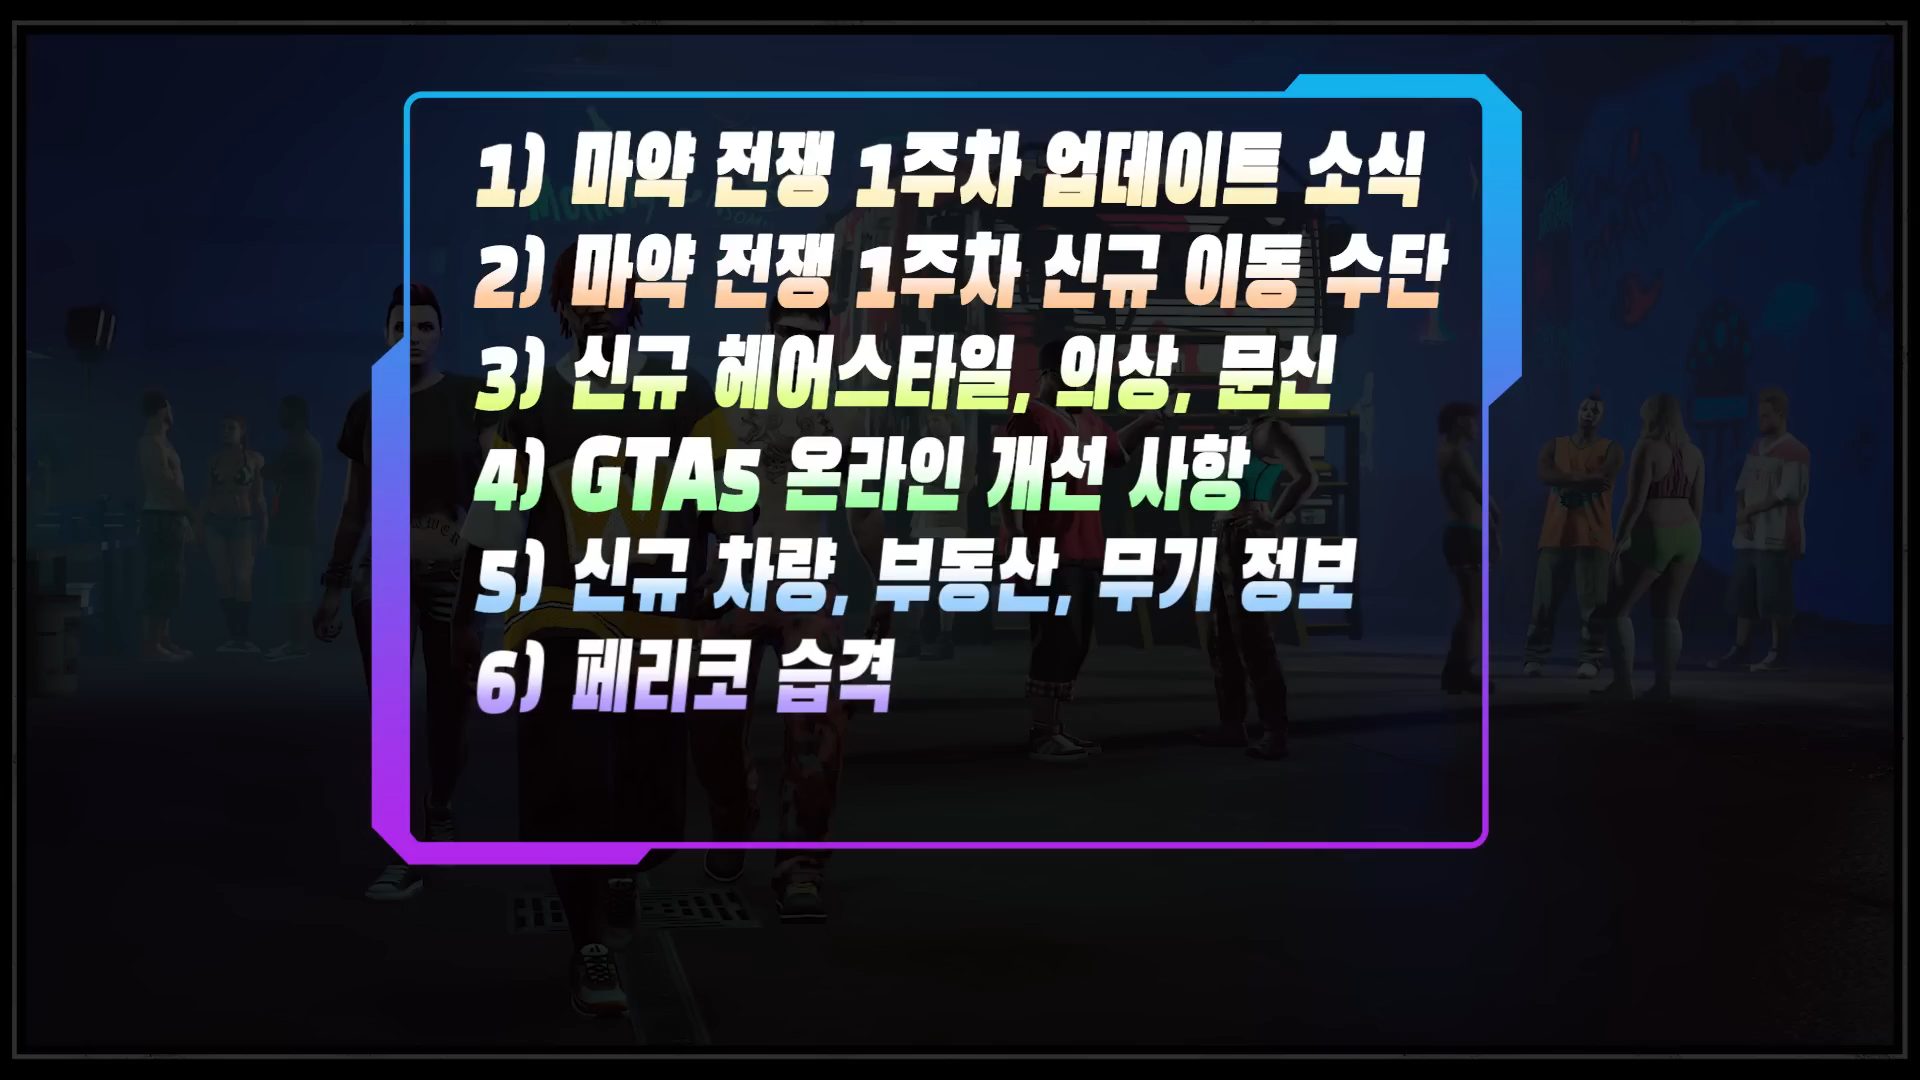 1) 마약 전쟁 1주차 업데이트 소식
2) 마약 전쟁 1주차 신규 이동 수단
3) 신규 헤어스타일, 의상, 문신
4) GTA5 온라인 개선 사항
5) 신규 차량, 부동산, 무기 정보
6) 페리코 습격